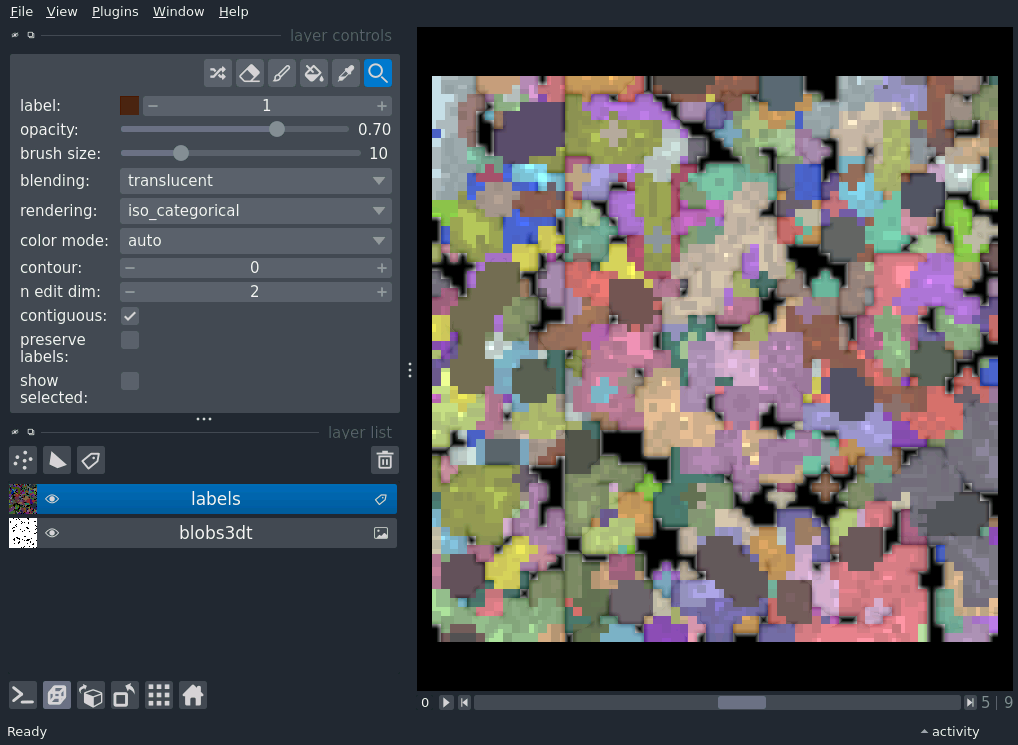 File View Plugins Window Help
layer controls
label: 1
opacity: 0.70
brush size: 10
blending: translucent
rendering: iso_categorical
color mode: auto
contour: 0
n edit dim: 2
contiguous:
preserve
labels:
show
selected:
layer list
labels
blobs3dt
0 5 | 9
Ready activity